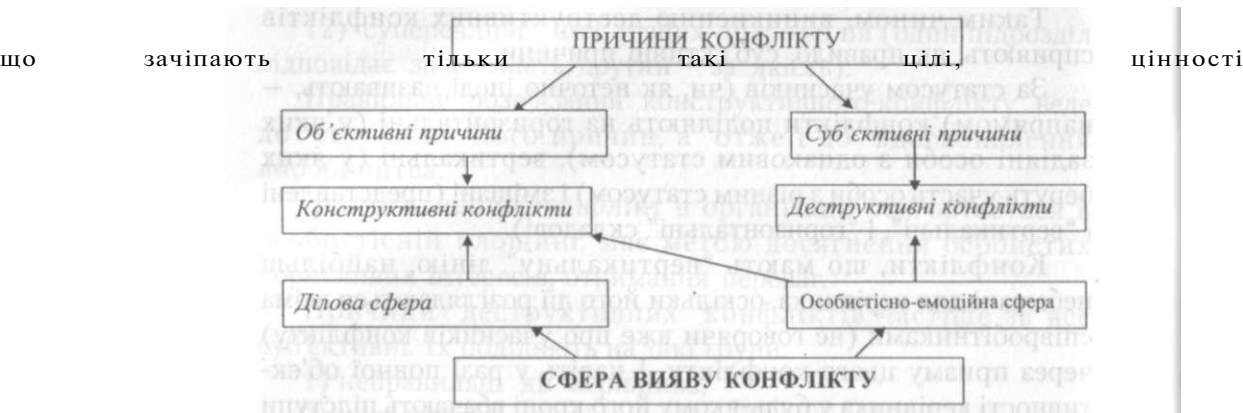 ПРИЧИНИ КОНФЛІКТУ
що зачіпають тільки такі цілі, цінності
Об’єктивні причини Суб’єктивні причини
Конструктивні конфлікти Деструктивні конфлікти
Ділова сфера Особистісно-емоційна сфера
СФЕРА ВИЯВУ КОНФЛІКТУ